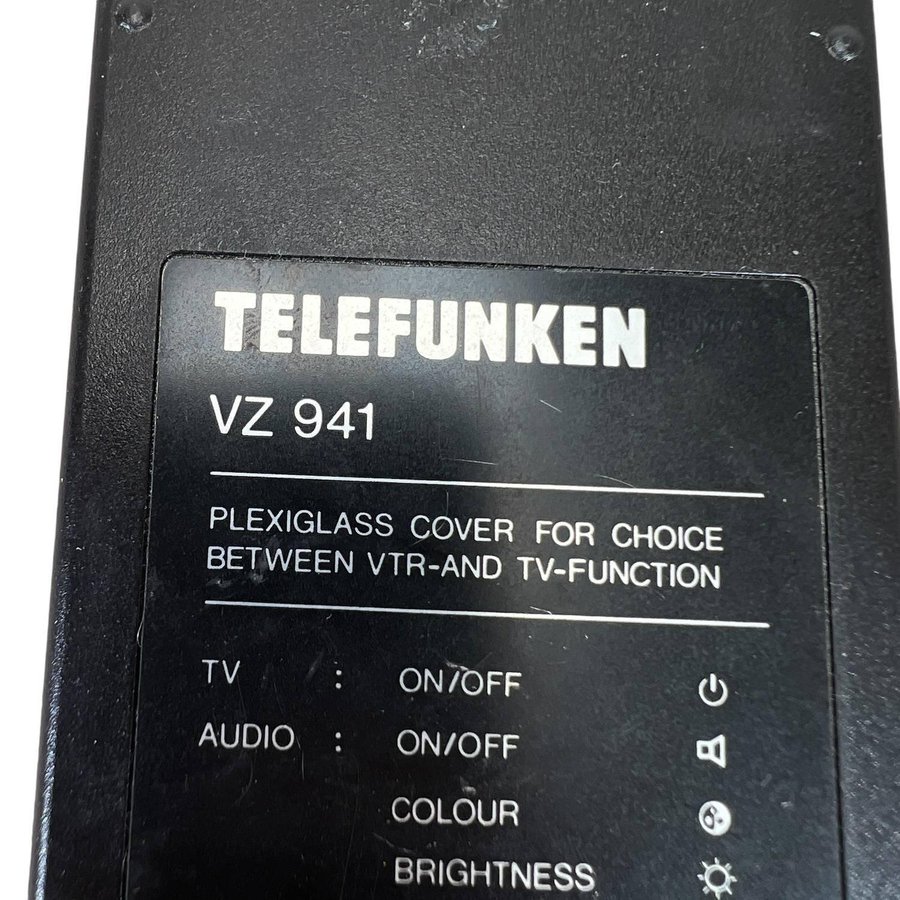 TELEFUNKEN
VZ 941
PLEXIGLASS COVER FOR CHOICE
BETWEEN VTR-AND TV-FUNCTION
TV : ON/OFF
AUDIO : ON/OFF
COLOUR
BRIGHTNESS